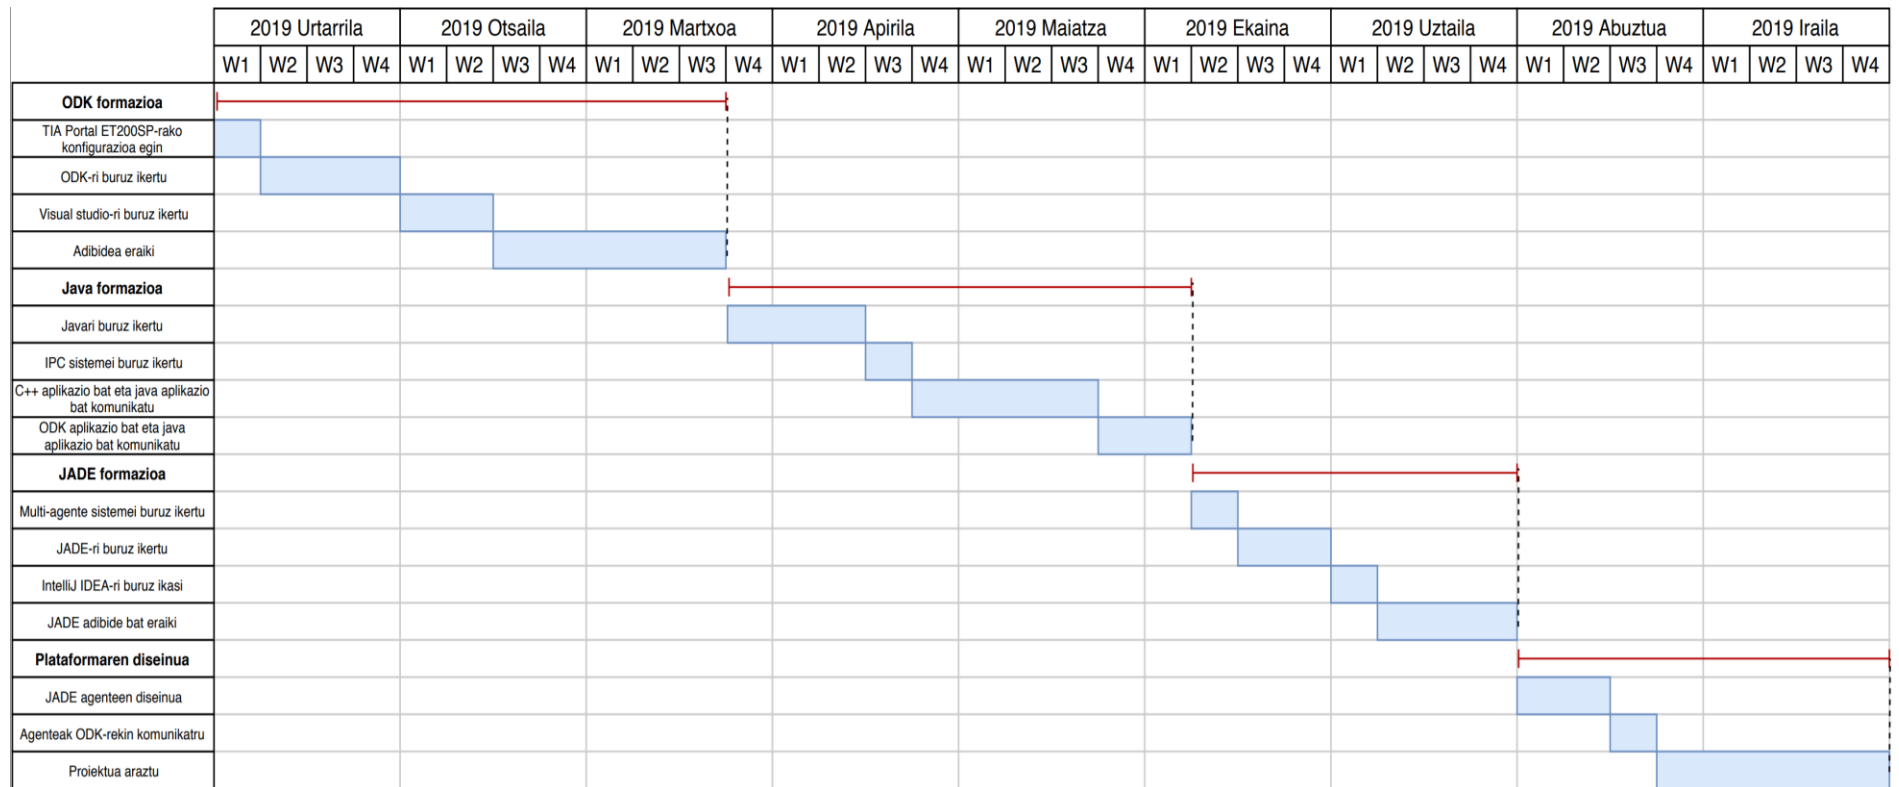 2019 Urtarrila 2019 Otsaila 2019 Martxoa 2019 Apirila 2019 Maiatza 2019 Ekaina 2019 Uztaila 2019 Abuztua 2019 Iraila
W1 W2 W3 W4 W1 W2 W3 W4 W1 W2 W3 W4 W1 W2 W3 W4 W1 W2 W3 W4 W1 W2 W3 W4 W1 W2 W3 W4 W1 W2 W3 W4 W1 W2 W3 W4
ODK formazioa
TIA Portal ET200SP-rako
konfigurazioa egin
ODK-ri buruz ikertu
Visual studio-ri buruz ikertu
Adibidea eraiki
Java formazioa
Javari buruz ikertu
IPC sistemei buruz ikertu
C++ aplikazio bat eta java aplikazio
bat komunikatu
ODK aplikazio bat eta java
aplikazio bat komunikatu
JADE formazioa
Multi-agente sistemei buruz ikertu
JADE-ri buruz ikertu
IntelliJ IDEA-ri buruz ikasi
JADE adibide bat eraiki
Plataformaren diseinua
JADE agenteen diseinua
Agenteak ODK-rekin komunikatru
Proiektua araztu